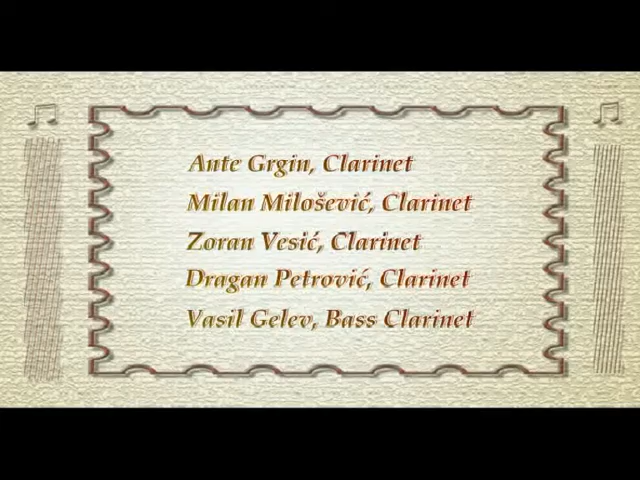 Ante Grgin, Clarinet
Milan Milošević, Clarinet
Zoran Vesić, Clarinet
Dragan Petrović, Clarinet
Vasil Gelev, Bass Clarinet